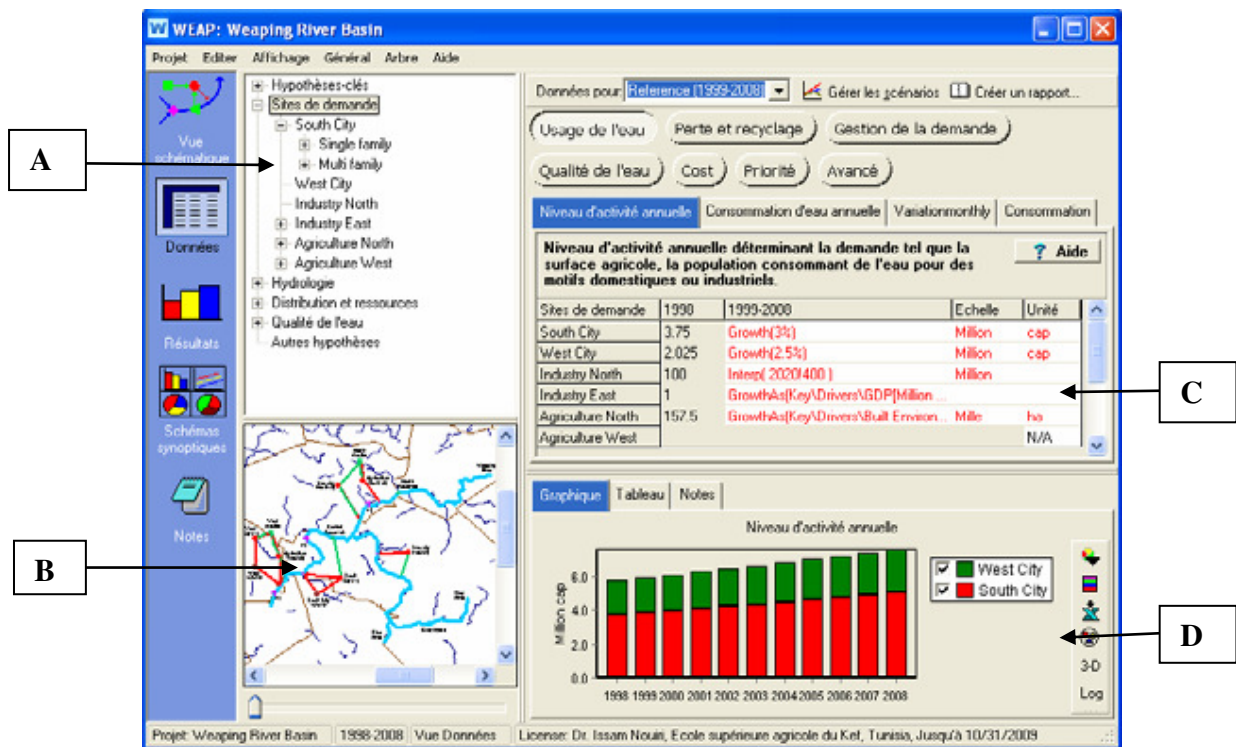 WEAP: Weaping River Basin
Projet Editer Affichage Général Arbre Aide
Vue schématique
Données
Résultats
Schémas synoptiques
Notes
A
Hypothèses-clés
Sites de demande
South City
Single family
Multi family
West City
Industry North
Industry East
Agriculture North
Agriculture West
Hydrologie
Distribution et ressources
Qualité de l'eau
Autres hypothèses
B
Données pour: Reference (1999-2008) Gérer les scénarios Créer un rapport...
Usage de l'eau Perte et recyclage Gestion de la demande
Qualité de l'eau Cost Priorité Avancé
Niveau d'activité annuelle Consommation d'eau annuelle Variationmonthly Consommation
Niveau d'activité annuelle déterminant la demande tel que la
surface agricole, la population consommant de l'eau pour des
motifs domestiques ou industriels.
? Aide
Sites de demande 1998 1999-2008 Echelle Unité
South City 3.75 Growth(3%) Million cap
West City 2.025 Growth(2.5%) Million cap
Industry North 100 Interp( 2020!400 ) Million
Industry East 1 GrowthAs(Key\Drivers\GDP[Million ...
Agriculture North 157.5 GrowthAs(Key\Drivers\Built Environ... Mille ha
Agriculture West N/A
C
Graphique Tableau Notes
Niveau d'activité annuelle
Million cap
6.0
4.0
2.0
0.0
1998 1999 2000 2001 2002 2003 2004 2005 2006 2007 2008
West City
South City
3-D
Log
D
Projet: Weaping River Basin 1998-2008 Vue Données License: Dr. Issam Nouiri, Ecole supérieure agricole du Kef, Tunisia, Jusqu'à 10/31/2009